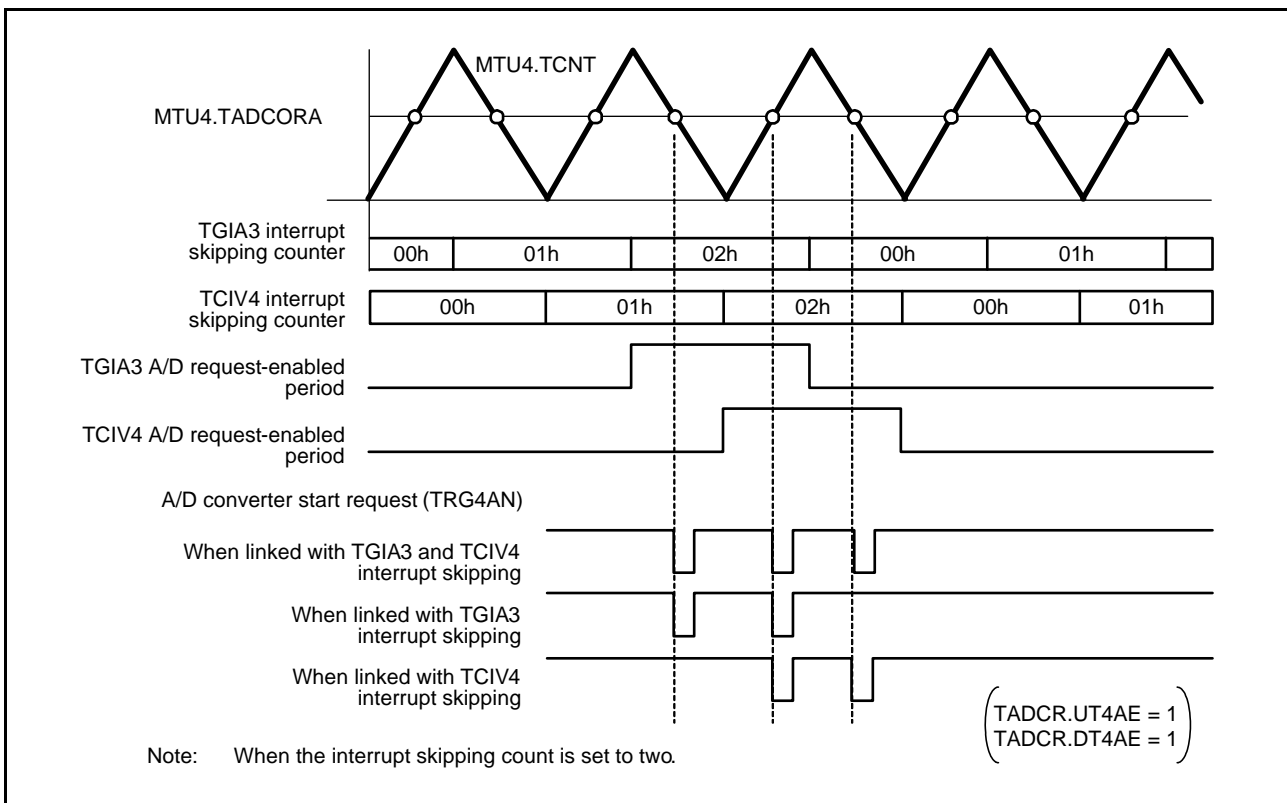 MTU4.TCNT
MTU4.TADCORA
TGIA3 interrupt
skipping counter
00h 01h 02h 00h 01h
TCIV4 interrupt
skipping counter
00h 01h 02h 00h 01h
TGIA3 A/D request-enabled
period
TCIV4 A/D request-enabled
period
A/D converter start request (TRG4AN)
When linked with TGIA3 and TCIV4
interrupt skipping
When linked with TGIA3
interrupt skipping
When linked with TCIV4
interrupt skipping
TADCR.UT4AE = 1
TADCR.DT4AE = 1
Note: When the interrupt skipping count is set to two.